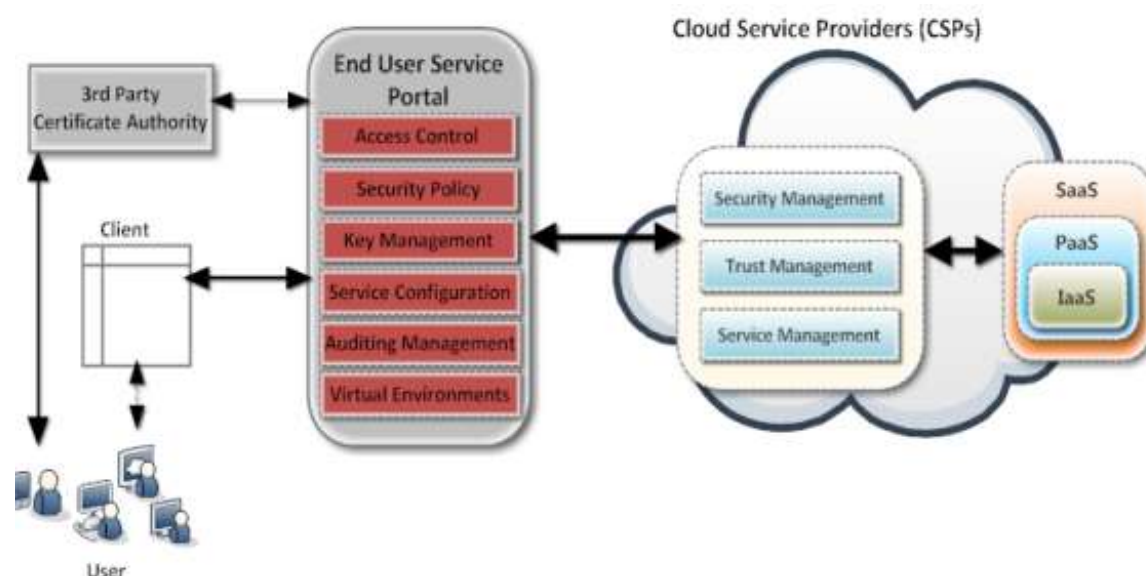 Cloud Service Providers (CSPs)
3rd Party
Certificate Authority
End User Service
Portal
Access Control
Security Policy
Key Management
Service Configuration
Auditing Management
Virtual Environments
Client
User
Security Management
Trust Management
Service Management
SaaS
PaaS
IaaS